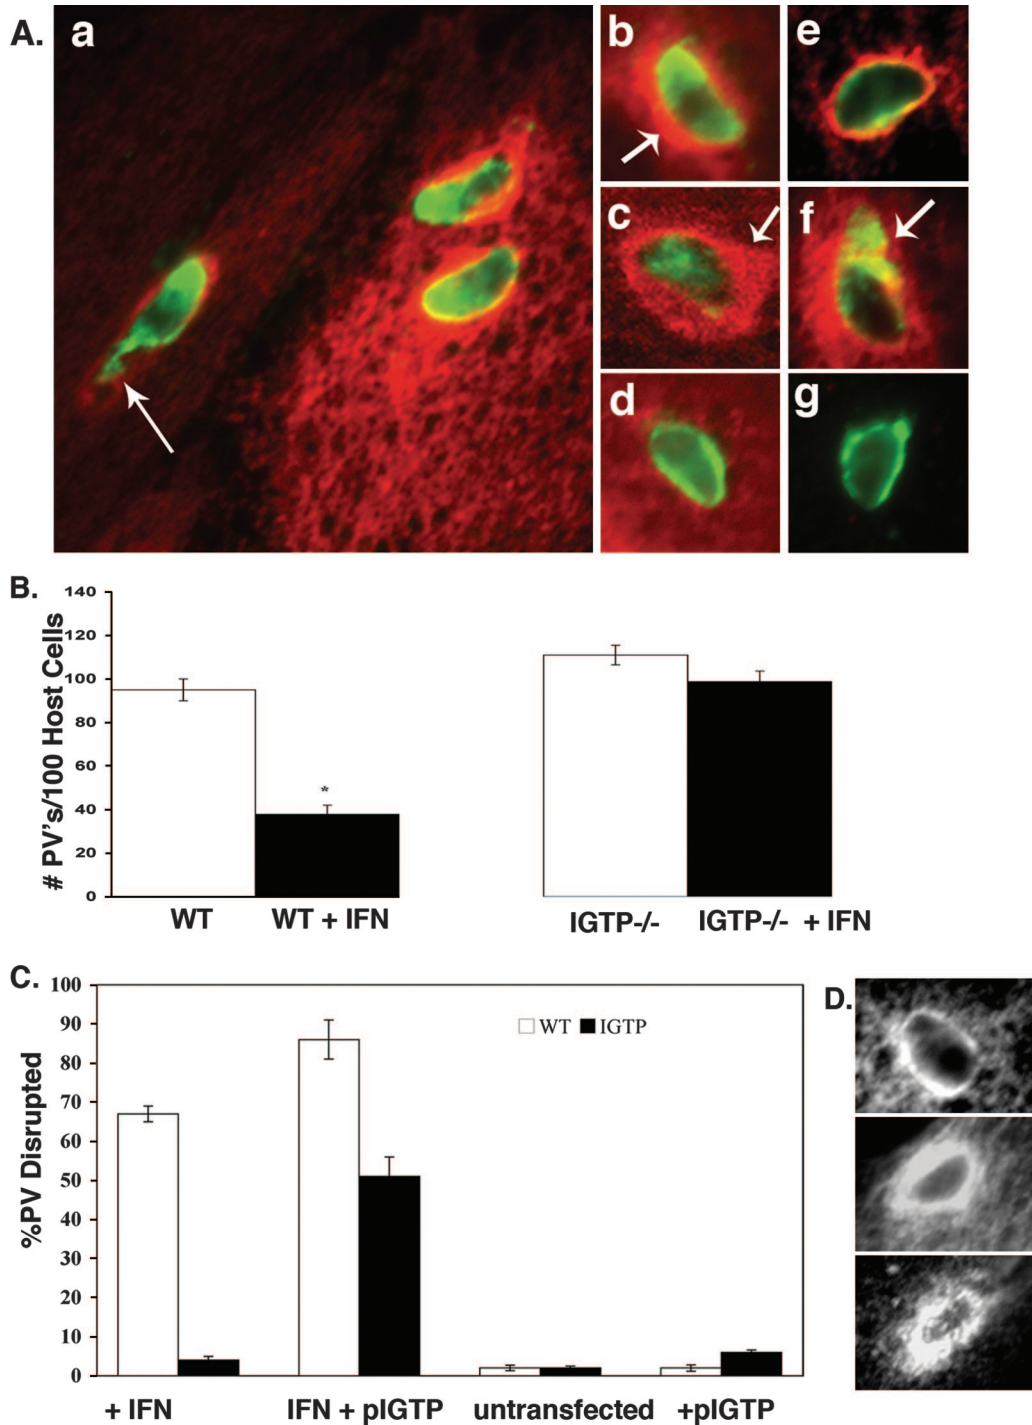 A.
a
b
e
c
f
d
g
B.
# PV's/100 Host Cells
140
120
100
80
60
40
20
0
*
WT
WT + IFN
IGTP-/-
IGTP-/- + IFN
C.
%PV Disrupted
100
90
80
70
60
50
40
30
20
10
0
WT
IGTP
+ IFN
IFN + pIGTP
untransfected
+pIGTP
D.